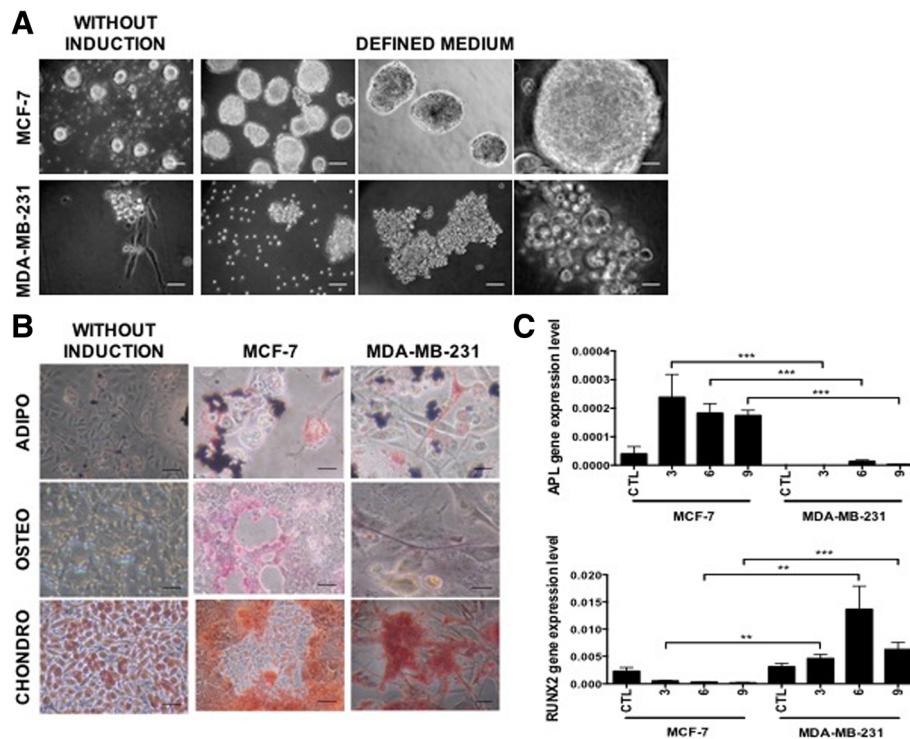 A
WITHOUT
INDUCTION
DEFINED MEDIUM
MCF-7
MDA-MB-231
B
WITHOUT
INDUCTION
MCF-7
MDA-MB-231
ADIPO
OSTEO
CHONDRO
C
APL gene expression level
0.0004
0.0003
0.0002
0.0001
0.0000
***
***
***
CTL 3 6 9 CTL 3 6 9
MCF-7 MDA-MB-231
RUNX2 gene expression level
0.020
0.015
0.010
0.005
0.000
***
**
**
CTL 3 6 9 CTL 3 6 9
MCF-7 MDA-MB-231